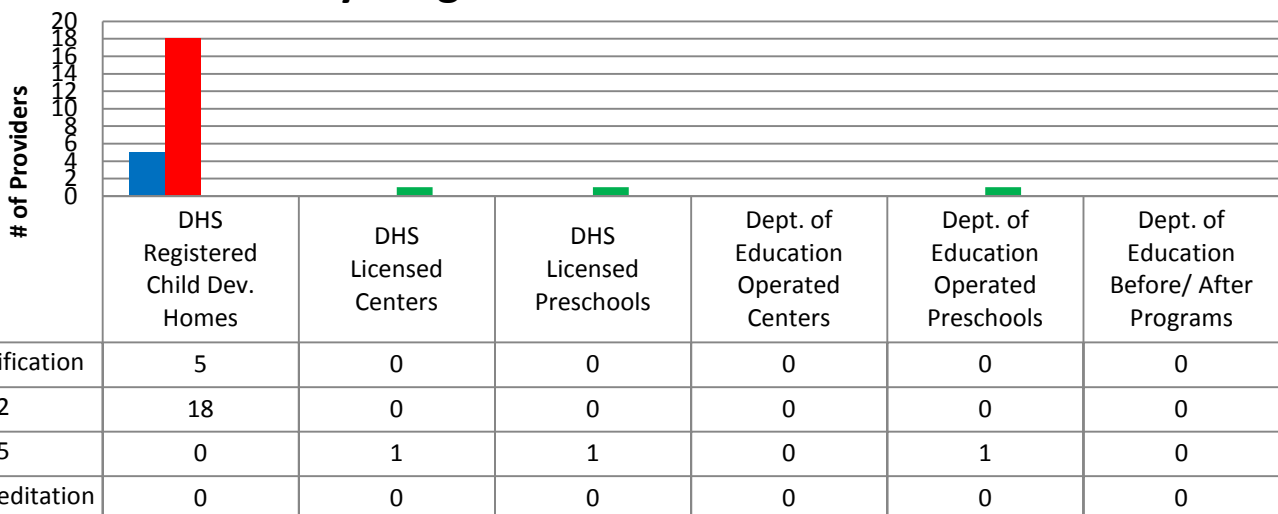 20
18
16
14
12
10
8
6
4
2
0
# of Providers
DHS
Registered
Child Dev.
Homes
DHS
Licensed
Centers
DHS
Licensed
Preschools
Dept. of
Education
Operated
Centers
Dept. of
Education
Operated
Preschools
Dept. of
Education
Before/ After
Programs
ification 5 0 0 0 0 0
2 18 0 0 0 0 0
5 0 1 1 0 1 0
editation 0 0 0 0 0 0